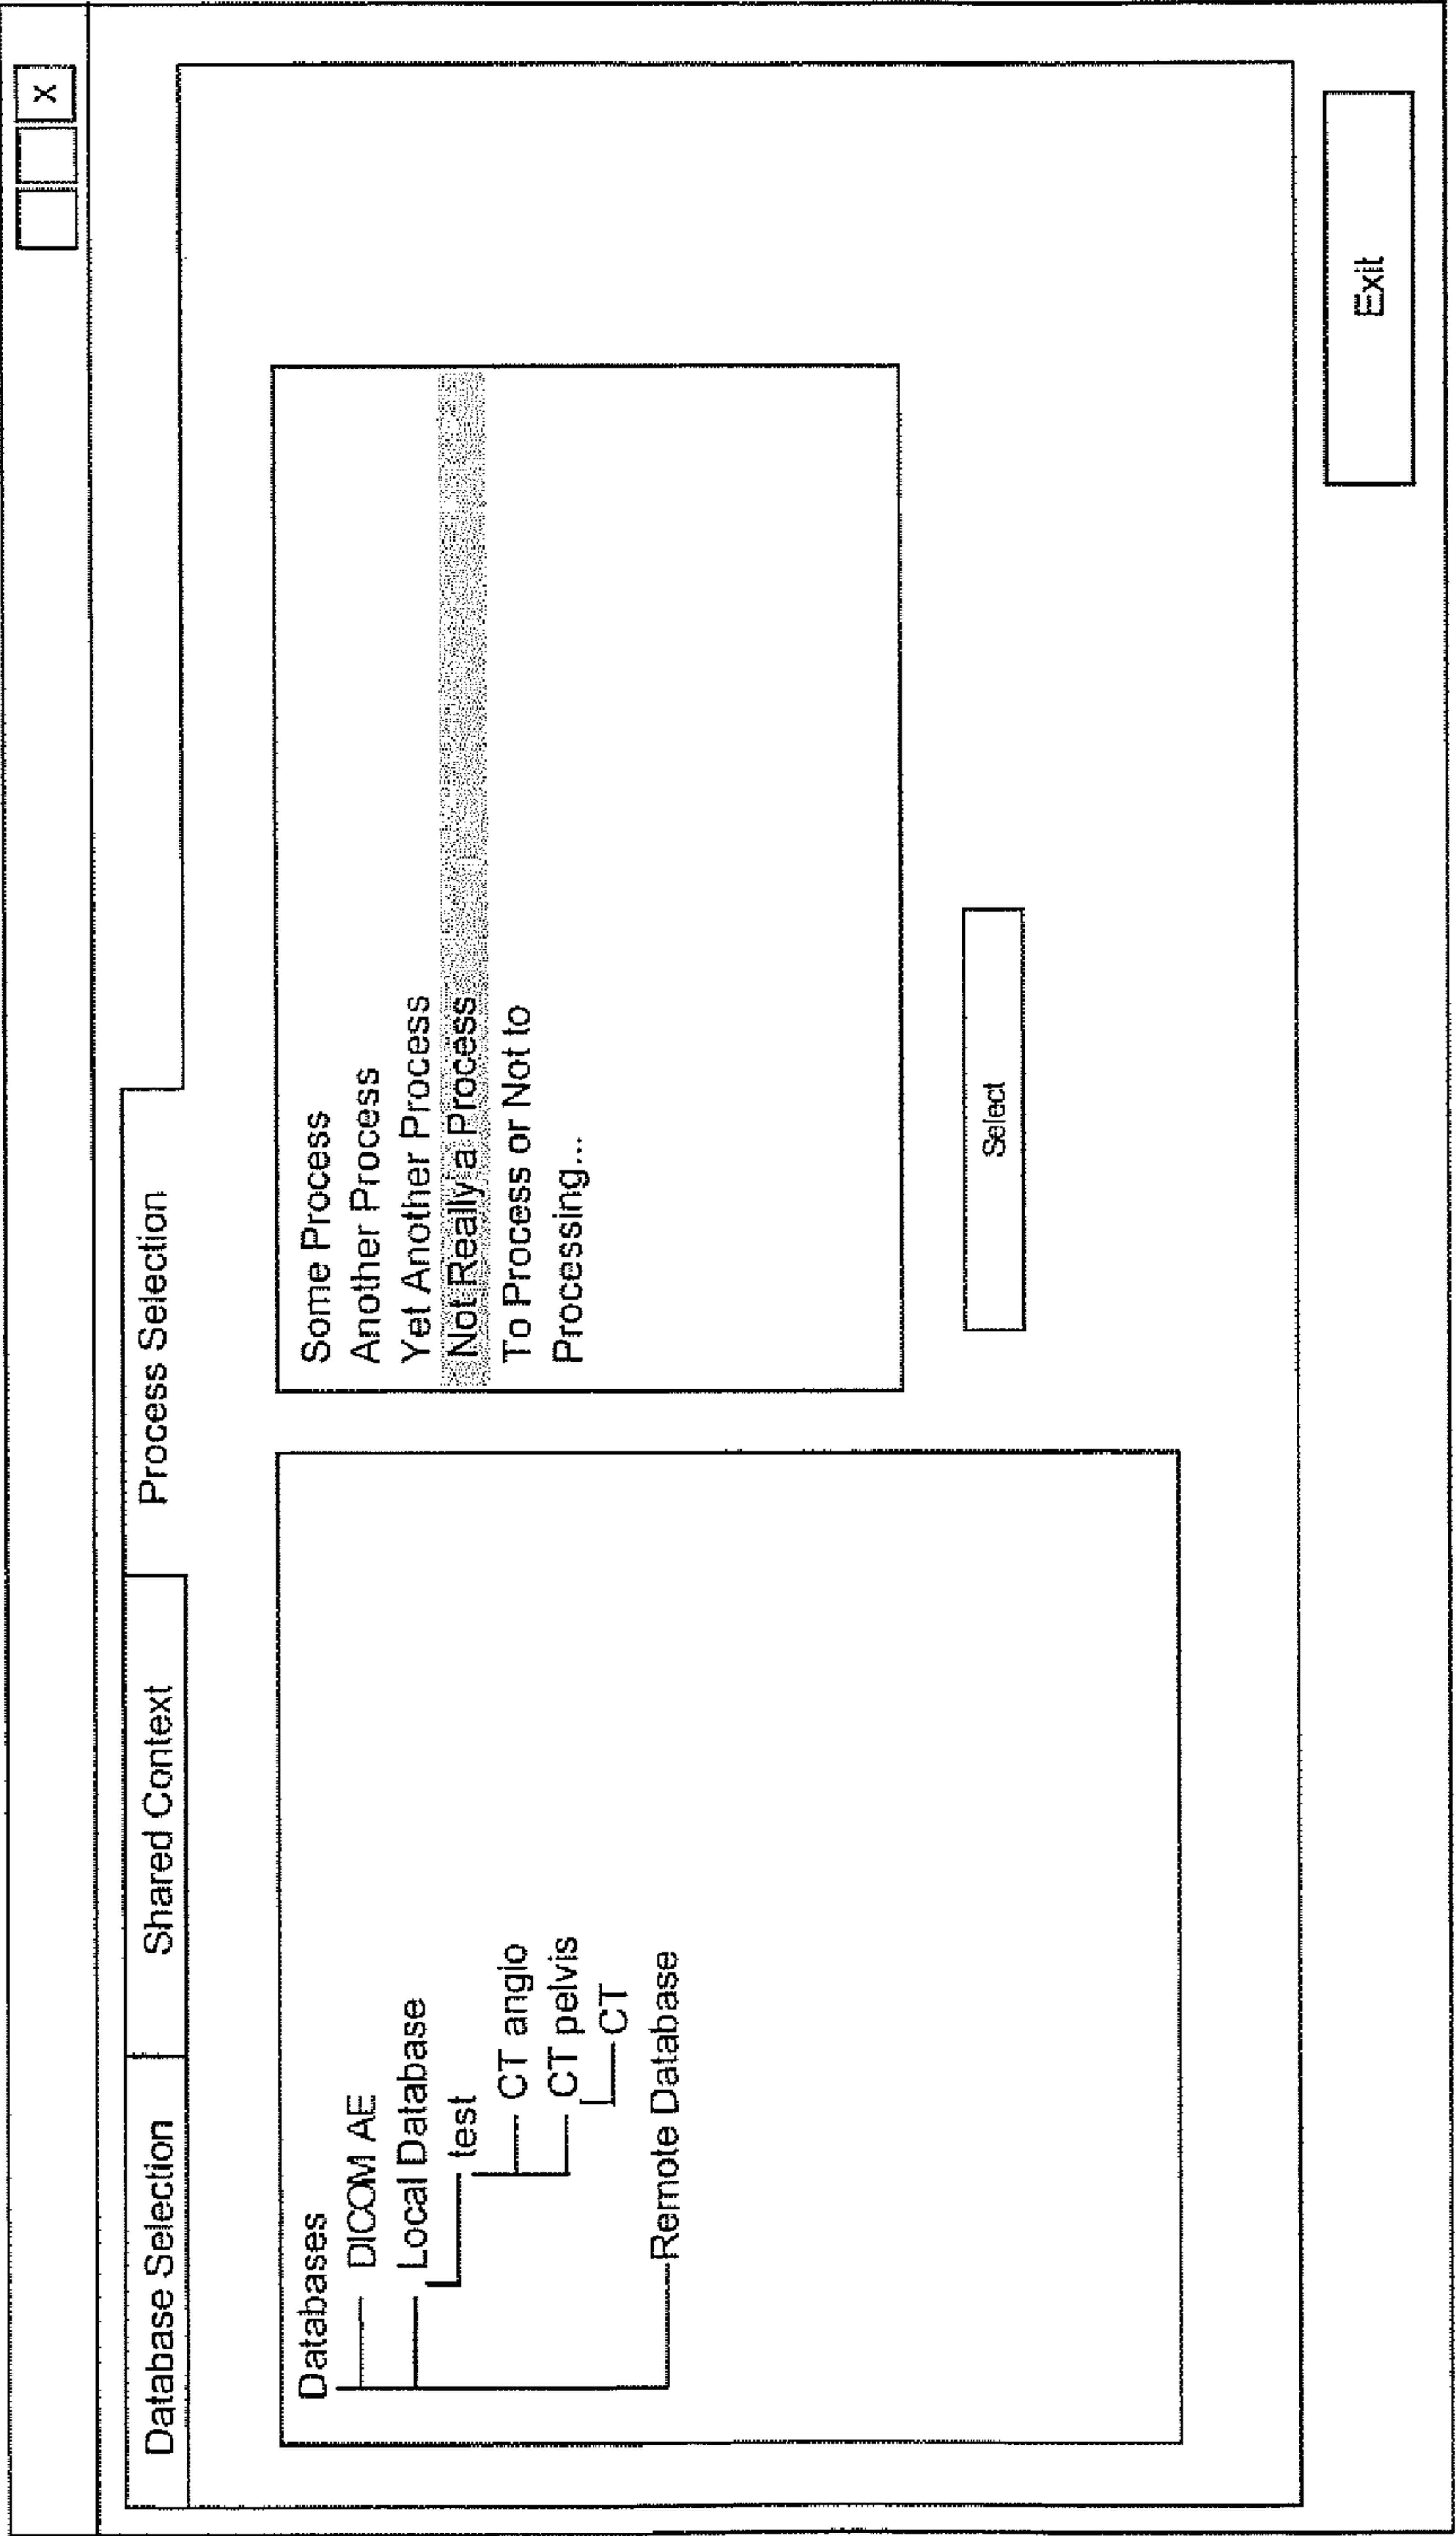 X
Database Selection
Shared Context
Process Selection
Databases
DICOM AE
Local Database
test
CT angio
CT pelvis
CT
Remote Database
Some Process
Another Process
Yet Another Process
Not Really a Process
To Process or Not to
Processing...
Select
Exit